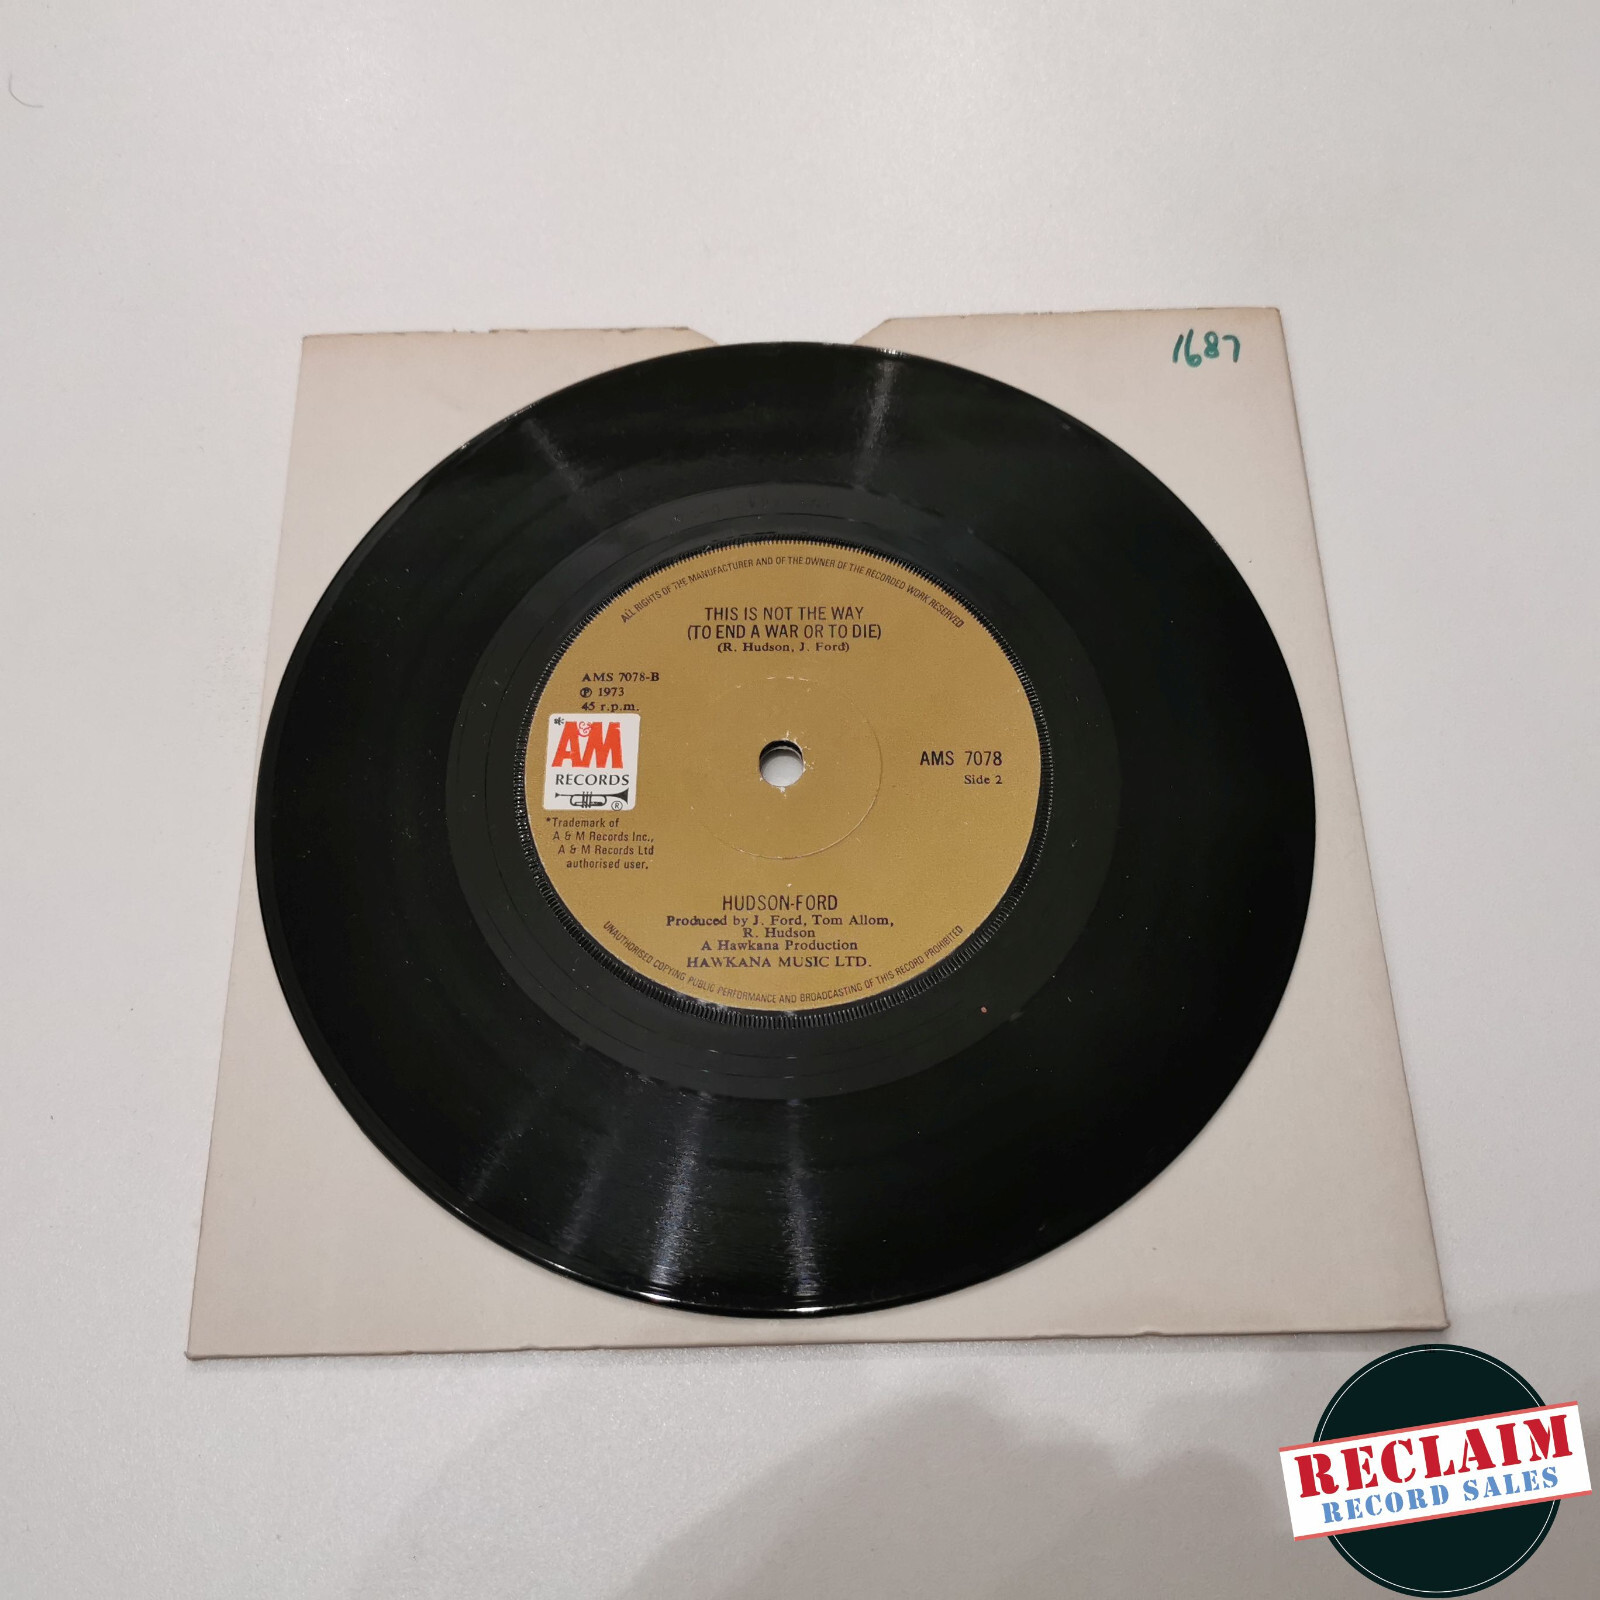 1687
ALL RIGHTS OF THE MANUFACTURER AND OF THE OWNER OF THE RECORDED WORK RESERVED
THIS IS NOT THE WAY
(TO END A WAR OR TO DIE)
(R. Hudson, J. Ford)
AMS 7078-B
℗ 1973
45 r.p.m.
*A&M
RECORDS
®
AMS 7078
Side 2
*Trademark of
A & M Records Inc.,
A & M Records Ltd
authorised user.
HUDSON-FORD
Produced by J. Ford, Tom Allom,
R. Hudson
A Hawkana Production
HAWKANA MUSIC LTD.
UNAUTHORISED COPYING PUBLIC PERFORMANCE AND BROADCASTING OF THIS RECORD PROHIBITED
RECLAIM
RECORD SALES